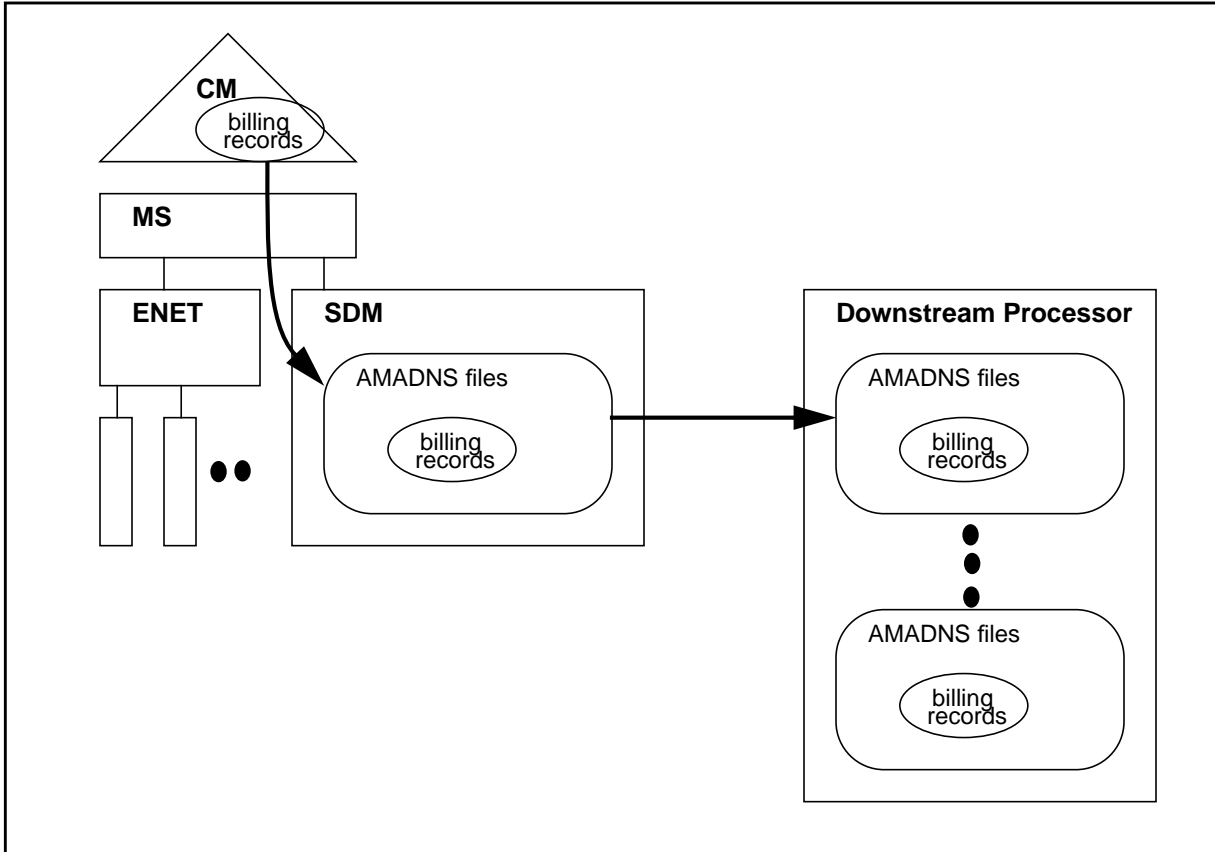 CM
billing
records
MS
ENET
SDM
Downstream Processor
AMADNS files
billing
records
AMADNS files
billing
records
AMADNS files
billing
records